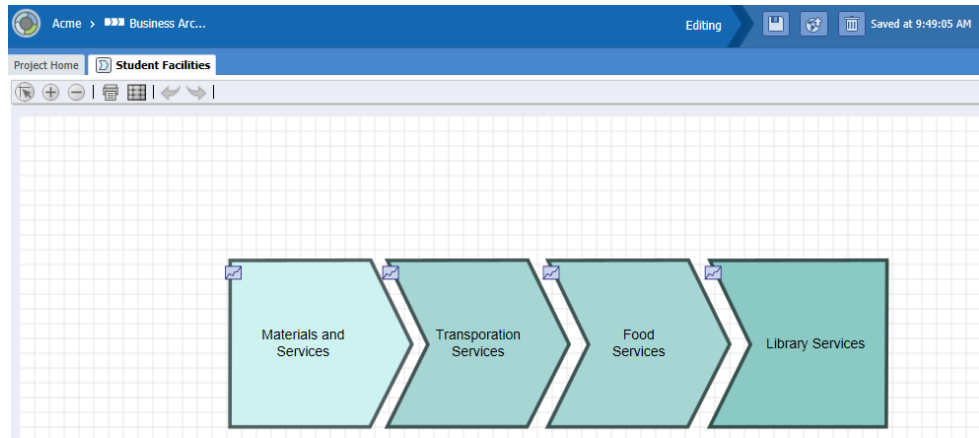 Acme > Business Arc...
Editing
Saved at 9:49:05 AM
Project Home
Student Facilities
Materials and
Services
Transporation
Services
Food
Services
Library Services